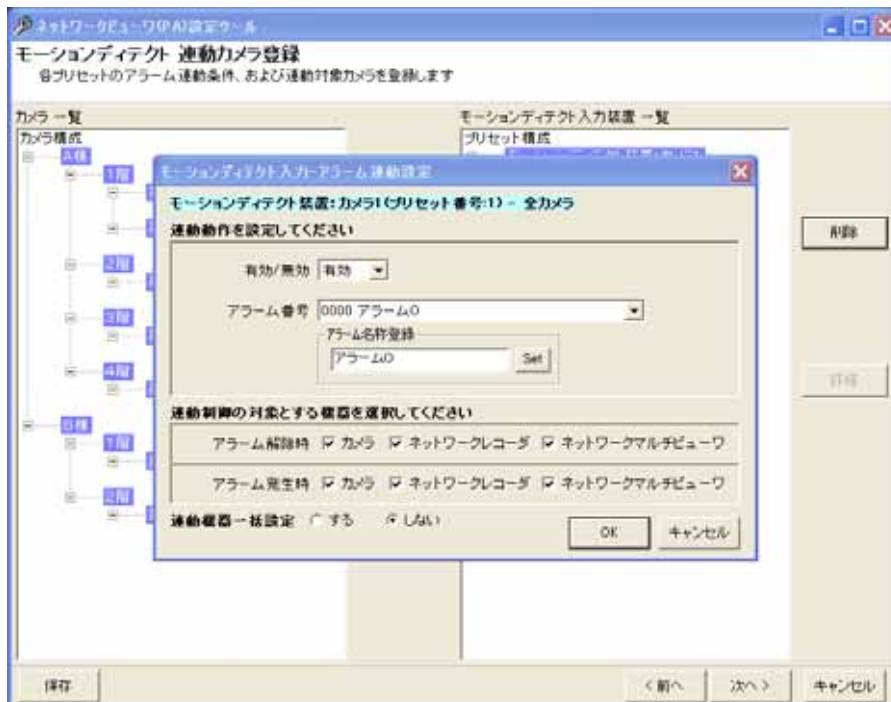 ネットワークビューワ(PA)設定ツール
モーションディテクト 連動カメラ登録
各プリセットのアラーム連動条件、および連動対象カメラを登録します
カメラ 一覧
モーションディテクト入力装置 一覧
カメラ構成
プリセット構成
A棟
1階
2階
3階
4階
B棟
1階
2階
モーションディテクト入力-アラーム連動設定
モーションディテクト装置:カメラ1(プリセット番号:1) - 全カメラ
連動動作を設定してください
有効/無効 有効
アラーム番号 0000 アラーム0
アラーム名称登録
アラーム0 Set
連動制御の対象とする機器を選択してください
アラーム解除時 カメラ ネットワークレコーダ ネットワークマルチビューワ
アラーム発生時 カメラ ネットワークレコーダ ネットワークマルチビューワ
連動機器一括設定 する しない
OK キャンセル
削除
詳細
保存 <前へ 次へ> キャンセル